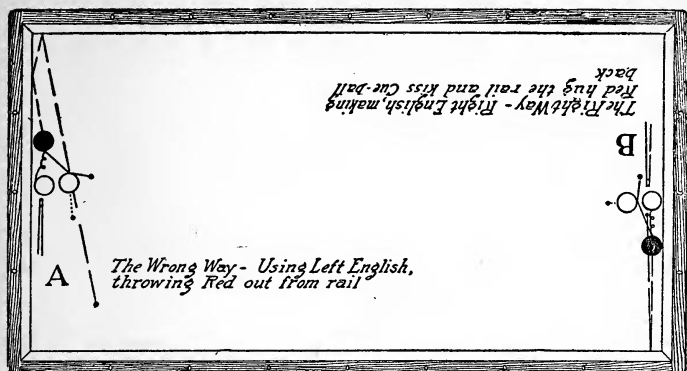 The Right Way - Right English, making
Red hug the rail and kiss Cue-ball
back
B
A
The Wrong Way - Using Left English,
throwing Red out from rail